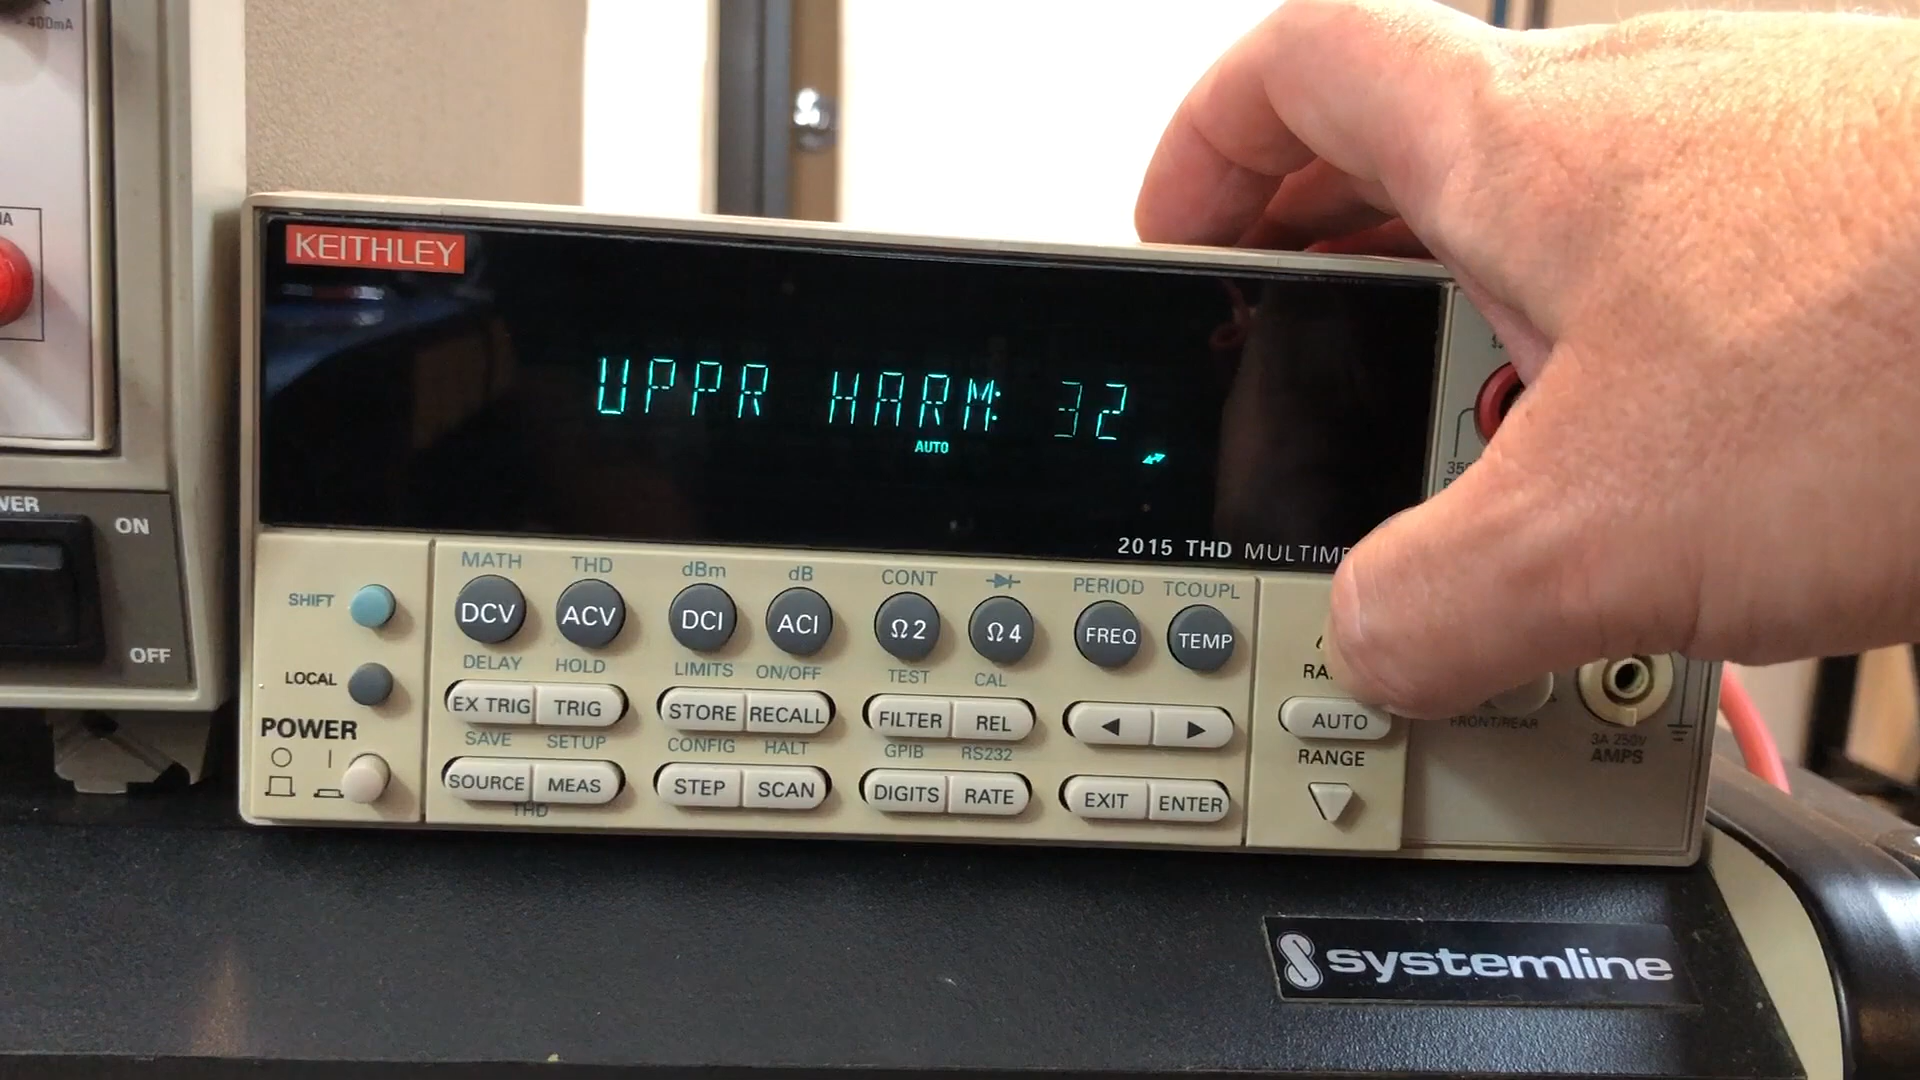 400mA
KEITHLEY
UPPR HARM: 32
AUTO
2015 THD
ON
OFF
SHIFT
LOCAL
POWER
MATH THD dBm dB CONT PERIOD TCOUPL
DCV ACV DCI ACI Ω2 Ω4 FREQ TEMP
DELAY HOLD LIMITS ON/OFF TEST CAL
EX TRIG TRIG STORE RECALL FILTER REL ◀ ▶
SAVE SETUP CONFIG HALT GPIB RS232
SOURCE MEAS STEP SCAN DIGITS RATE EXIT ENTER
THD
AUTO
RANGE
FRONT/REAR
3A 250V
AMPS
systemline